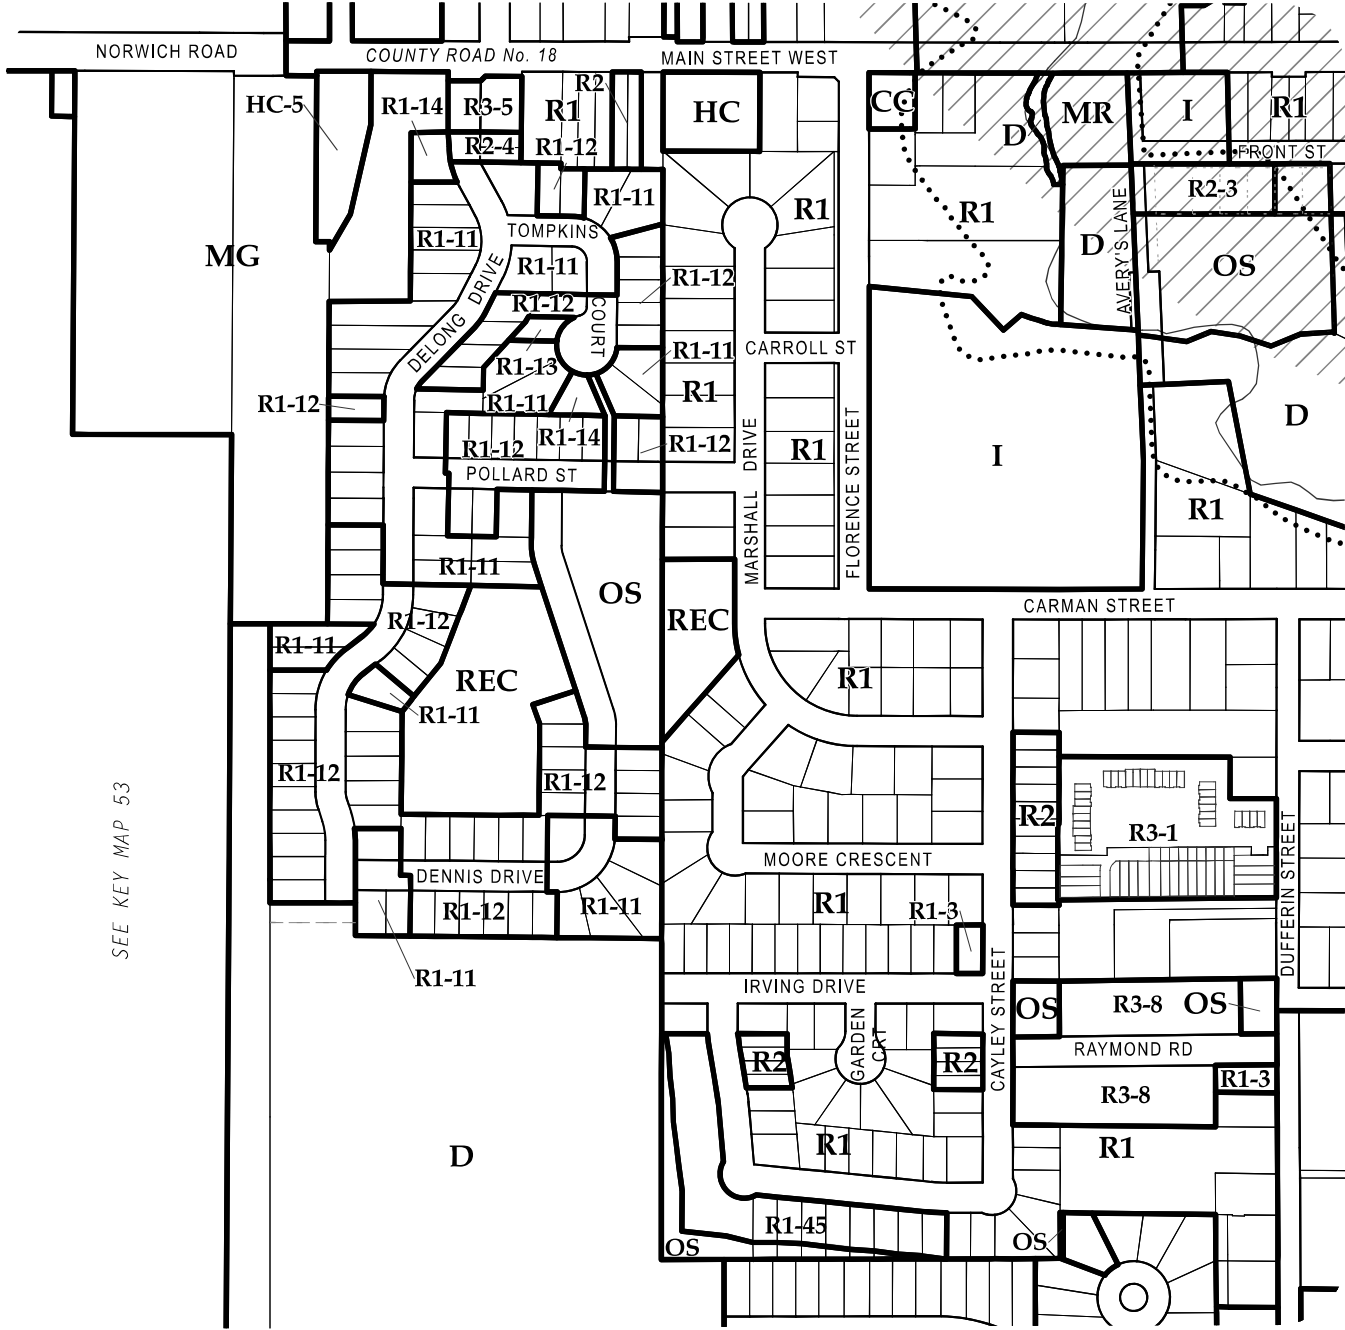 NORWICH ROAD
COUNTY ROAD No. 18
MAIN STREET WEST
HC-5
R1-14
R3-5
R1
R2
HC
CC
D
MR
I
R1
R2-4
R1-12
FRONT ST
R1-11
R2-3
R1
R1
AVERY'S LANE
MG
R1-11
TOMPKINS
D
OS
R1-11
R1-12
DELONG DRIVE
R1-12
COURT
CARROLL ST
R1-13
R1-11
R1
R1-12
R1-11
R1-14
D
R1-12
R1-12
R1
I
POLLARD ST
MARSHALL DRIVE
FLORENCE STREET
R1
R1-11
OS
CARMAN STREET
REC
R1-12
R1-11
REC
R1
R1-11
R1-12
R1-12
SEE KEY MAP 53
R2
R3-1
DUFFERIN STREET
MOORE CRESCENT
DENNIS DRIVE
R1-12
R1-11
R1
R1-3
R1-11
IRVING DRIVE
CAYLEY STREET
OS
R3-8
OS
GARDEN
CRT
RAYMOND RD
R2
R2
R1-3
R3-8
D
R1
R1
R1-45
OS
OS